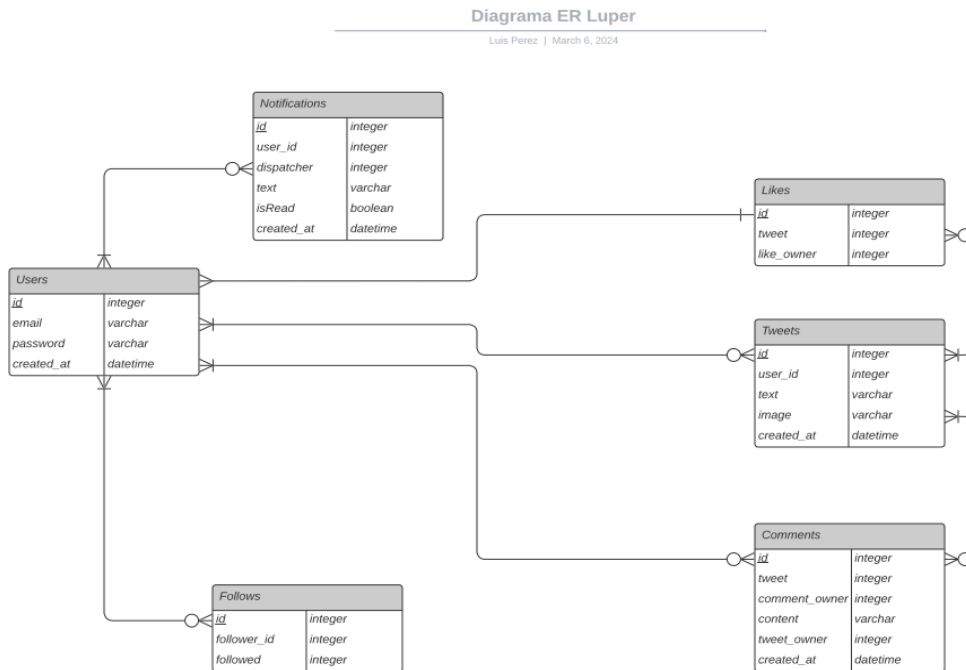 Diagrama ER Luper
Luis Perez | March 6, 2024
Notifications
id integer
user_id integer
dispatcher integer
text varchar
isRead boolean
created_at datetime
Likes
id integer
tweet integer
like_owner integer
Users
id integer
email varchar
password varchar
created_at datetime
Tweets
id integer
user_id integer
text varchar
image varchar
created_at datetime
Comments
id integer
tweet integer
comment_owner integer
content varchar
tweet_owner integer
created_at datetime
Follows
id integer
follower_id integer
followed integer